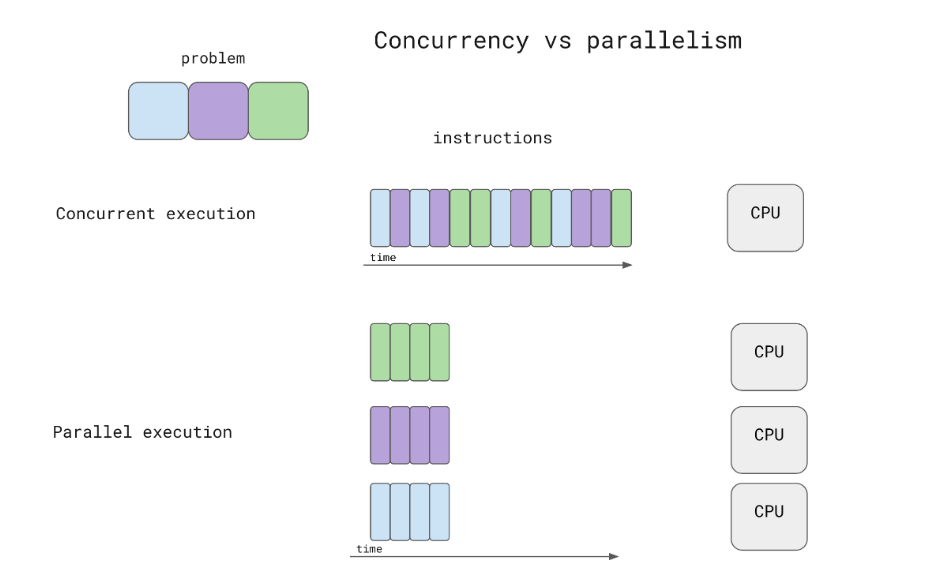 Concurrency vs parallelism
problem
instructions
Concurrent execution
CPU
time
CPU
Parallel execution
CPU
CPU
time